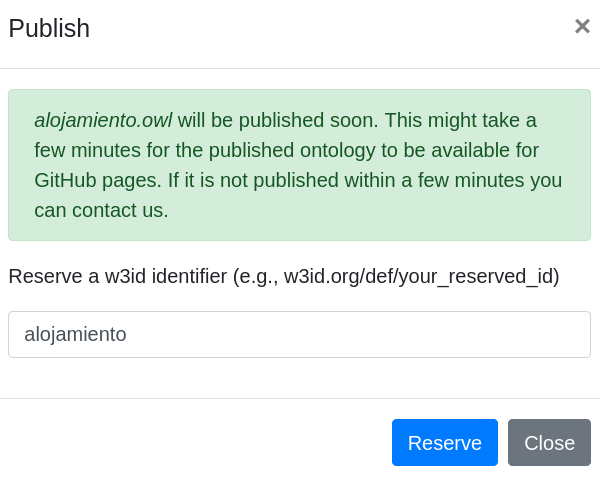 Publish ×
alojamiento.owl will be published soon. This might take a
few minutes for the published ontology to be available for
GitHub pages. If it is not published within a few minutes you
can contact us.
Reserve a w3id identifier (e.g., w3id.org/def/your_reserved_id)
alojamiento
Reserve Close